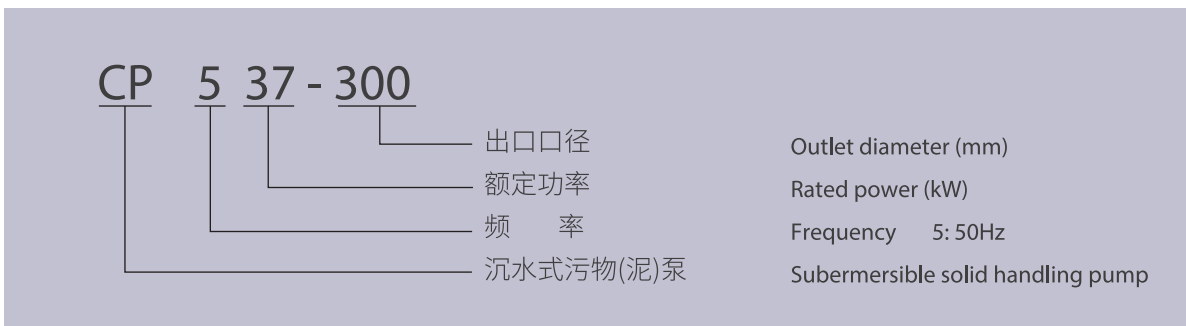 CP 5 37 - 300
出口口径 Outlet diameter (mm)
额定功率 Rated power (kW)
频 率 Frequency 5: 50Hz
沉水式污物(泥)泵 Subermersible solid handling pump